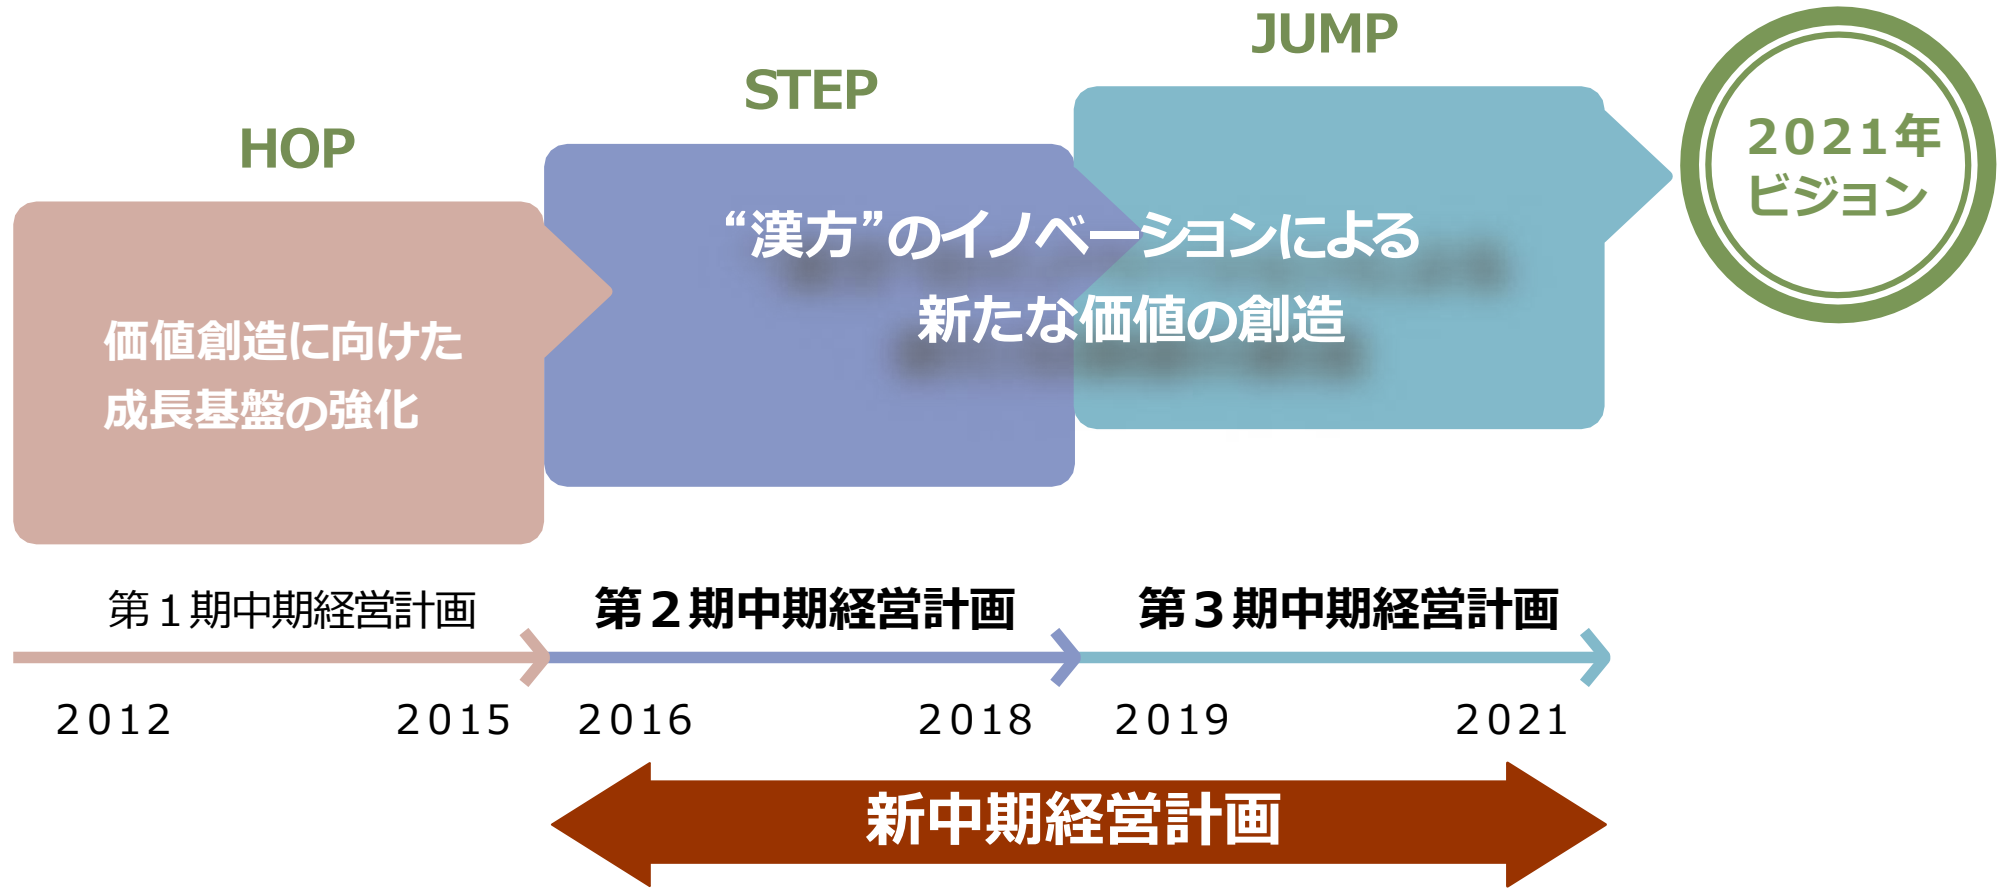 HOP
STEP
JUMP
2021年
ビジョン
価値創造に向けた
成長基盤の強化
“漢方”のイノベーションによる
新たな価値の創造
第１期中期経営計画
第２期中期経営計画
第３期中期経営計画
2012
2015
2016
2018
2019
2021
新中期経営計画